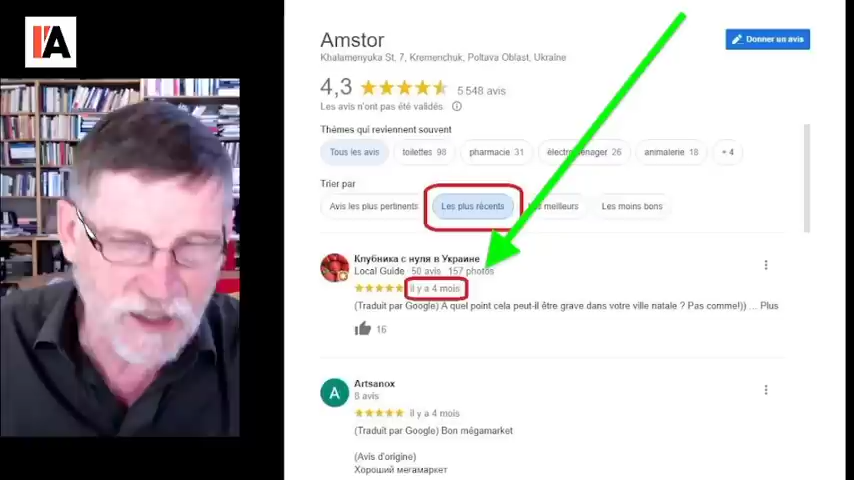 IA
Amstor
Khalamenyuka St, 7, Kremenchuk, Poltava Oblast, Ukraine
Donner un avis
4,3
5 548 avis
Les avis n'ont pas été validés
Thèmes qui reviennent souvent
Tous les avis
toilettes 98
pharmacie 31
électroménager 26
animalerie 18
+ 4
Trier par
Avis les plus pertinents
Les plus récents
meilleurs
Les moins bons
Клубника с нуля в Украине
Local Guide · 50 avis · 157 photos
il y a 4 mois
(Traduit par Google) A quel point cela peut-il être grave dans votre ville natale ? Pas comme!)) ... Plus
16
A
Artsanox
8 avis
il y a 4 mois
(Traduit par Google) Bon mégamarket
(Avis d'origine)
Хороший мегамаркет